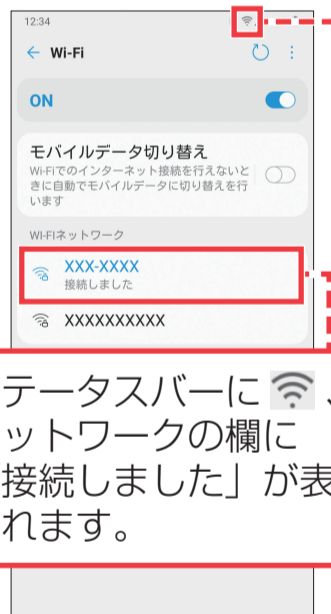 12:34
Wi-Fi
ON
モバイルデータ切り替え
Wi-Fiでのインターネット接続を行えないと
きに自動でモバイルデータに切り替えを行
います
WI-FIネットワーク
XXX-XXXX
接続しました
XXXXXXXXXX
テータスバーに 、
ットワークの欄に
接続しました」が表
れます。